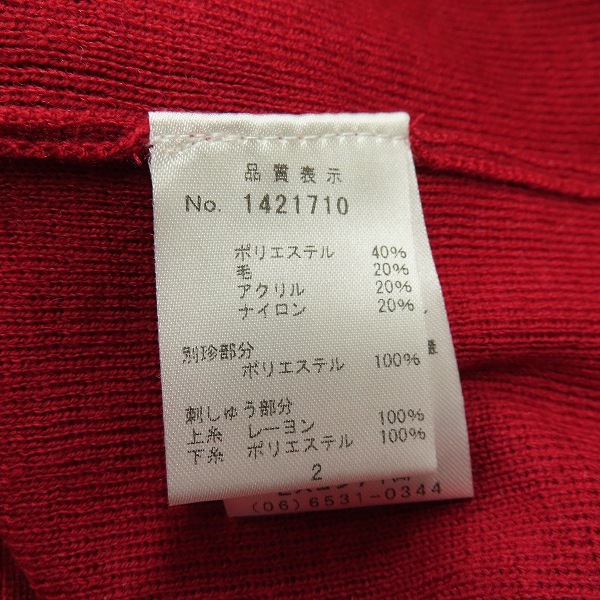 品質表示
No. 1421710
ポリエステル 40%
毛 20%
アクリル 20%
ナイロン 20%
別珍部分
ポリエステル 100%
刺しゅう部分
上糸 レーヨン 100%
下糸 ポリエステル 100%
2
(06)6531-0344